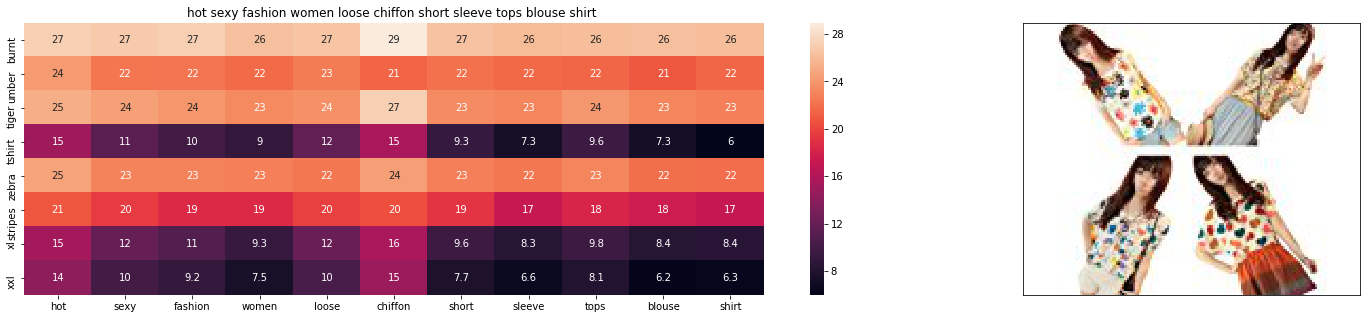 hot sexy fashion women loose chiffon short sleeve tops blouse shirt
burnt 27 27 27 26 27 29 27 26 26 26 26
umber 24 22 22 22 23 21 22 22 22 21 22
tiger 25 24 24 23 24 27 23 23 24 23 23
tshirt 15 11 10 9 12 15 9.3 7.3 9.6 7.3 6
zebra 25 23 23 23 22 24 23 22 23 22 22
stripes 21 20 19 19 20 20 19 17 18 18 17
xl 15 12 11 9.3 12 16 9.6 8.3 9.8 8.4 8.4
xxl 14 10 9.2 7.5 10 15 7.7 6.6 8.1 6.2 6.3
hot sexy fashion women loose chiffon short sleeve tops blouse shirt
28
24
20
16
12
8